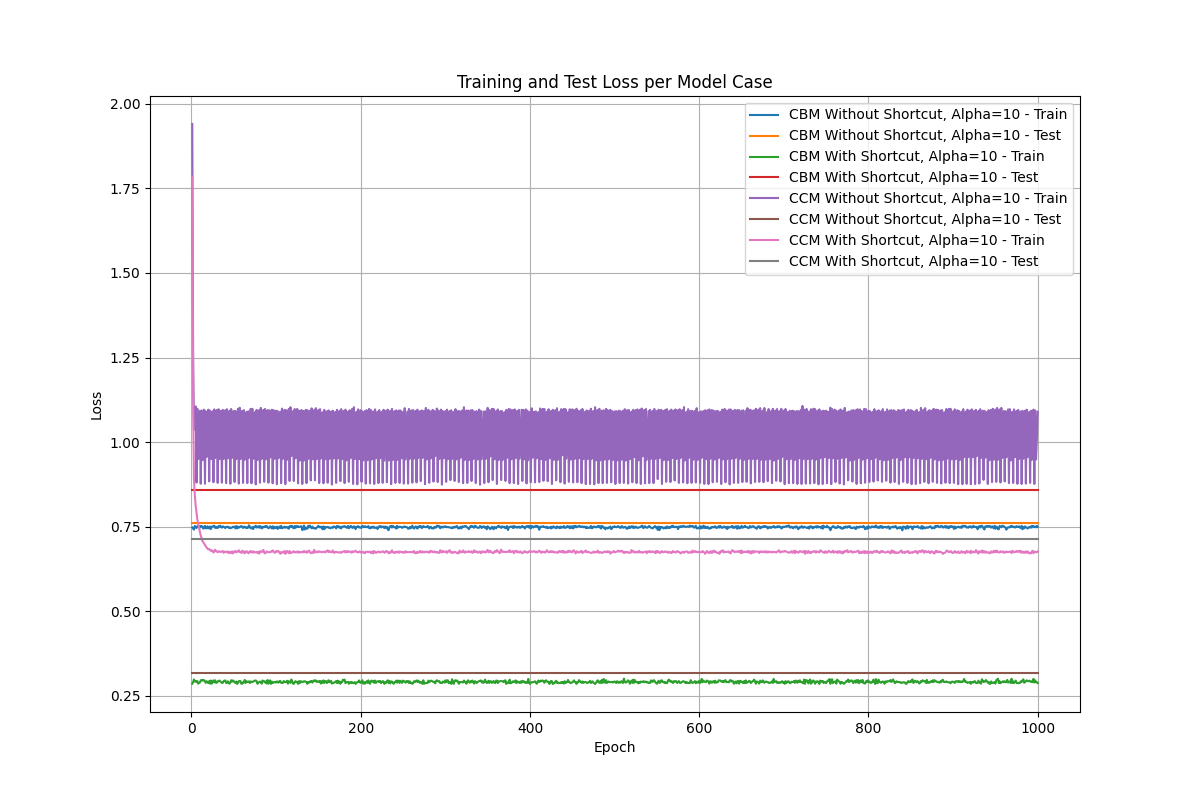 Training and Test Loss per Model Case
2.00
1.75
1.50
1.25
1.00
0.75
0.50
0.25
Loss
CBM Without Shortcut, Alpha=10 - Train
CBM Without Shortcut, Alpha=10 - Test
CBM With Shortcut, Alpha=10 - Train
CBM With Shortcut, Alpha=10 - Test
CCM Without Shortcut, Alpha=10 - Train
CCM Without Shortcut, Alpha=10 - Test
CCM With Shortcut, Alpha=10 - Train
CCM With Shortcut, Alpha=10 - Test
0 200 400 600 800 1000
Epoch